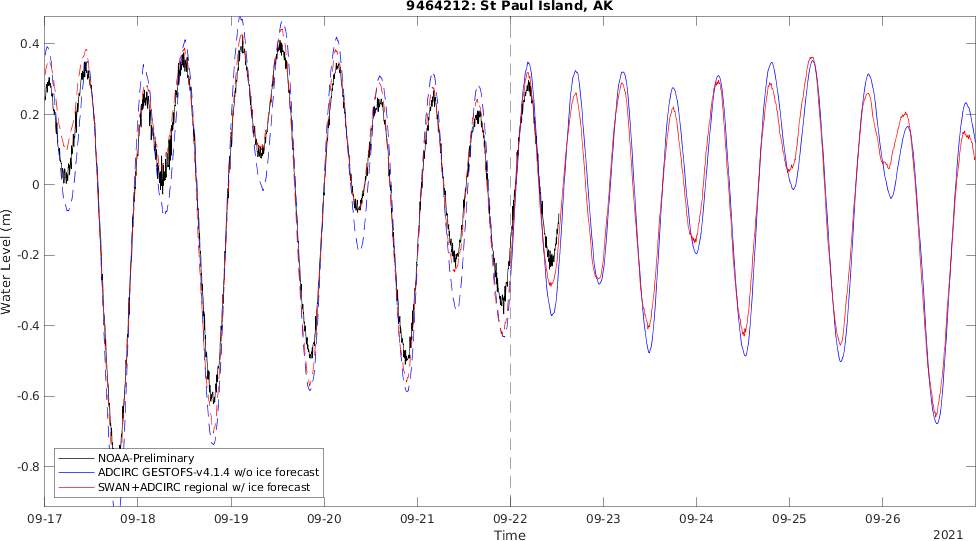 9464212: St Paul Island, AK
0.4
0.2
0
-0.2
-0.4
-0.6
-0.8
Water Level (m)
NOAA-Preliminary
ADCIRC GESTOFS-v4.1.4 w/o ice forecast
SWAN+ADCIRC regional w/ ice forecast
09-17 09-18 09-19 09-20 09-21 09-22 09-23 09-24 09-25 09-26
Time
2021